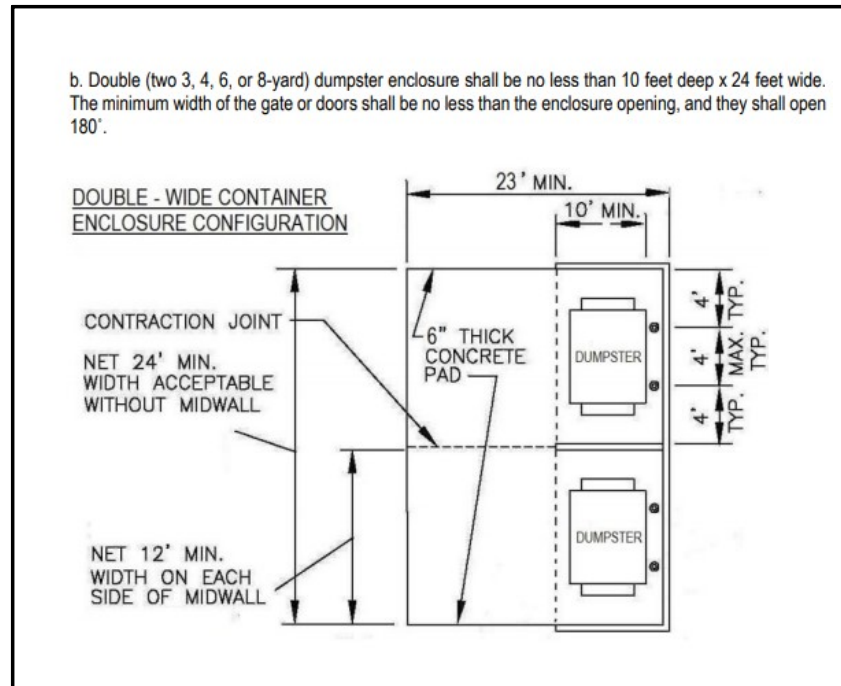 b. Double (two 3, 4, 6, or 8-yard) dumpster enclosure shall be no less than 10 feet deep x 24 feet wide.
The minimum width of the gate or doors shall be no less than the enclosure opening, and they shall open
180˚.
23' MIN.
DOUBLE - WIDE CONTAINER
ENCLOSURE CONFIGURATION
10' MIN.
CONTRACTION JOINT
NET 24' MIN.
WIDTH ACCEPTABLE
WITHOUT MIDWALL
6" THICK
CONCRETE
PAD
DUMPSTER
4'
TYP.
4'
MAX.
TYP.
4'
TYP.
NET 12' MIN.
WIDTH ON EACH
SIDE OF MIDWALL
DUMPSTER